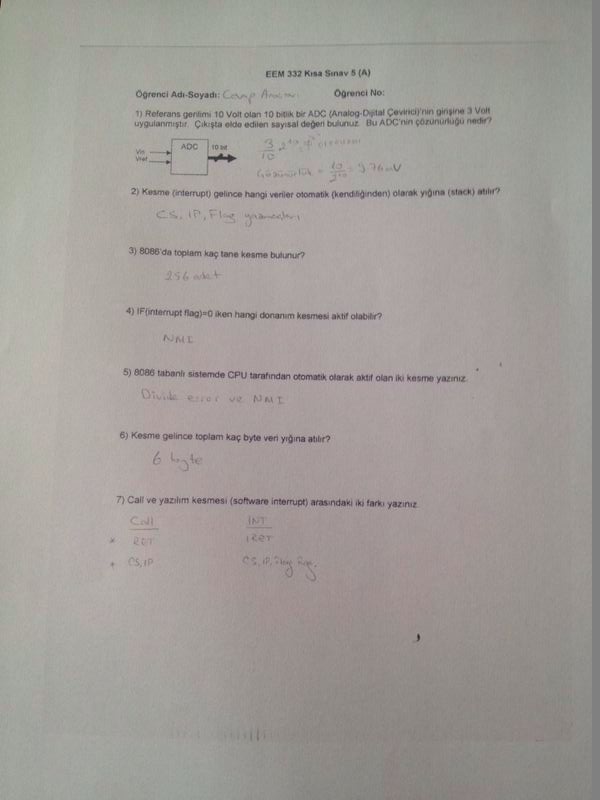 EEM 332 Kısa Sınav 5 (A)
Öğrenci Adı-Soyadı: Cevap Anahtarı Öğrenci No:
1) Referans gerilimi 10 Volt olan 10 bitlik bir ADC (Analog-Dijital Çevirici)'nin girişine 3 Volt
uygulanmıştır. Çıkışta elde edilen sayısal değeri bulunuz. Bu ADC'nin çözünürlüğü nedir?
Vin
Vref
ADC
10 bit
3/10 2^10
Çözünürlük = 10/2^10 = 9.76mV
2) Kesme (interrupt) gelince hangi veriler otomatik (kendiliğinden) olarak yığına (stack) atılır?
CS, IP, Flag yazmaçları
3) 8086'da toplam kaç tane kesme bulunur?
256 adet
4) IF(interrupt flag)=0 iken hangi donanım kesmesi aktif olabilir?
NMI
5) 8086 tabanlı sistemde CPU tarafından otomatik olarak aktif olan iki kesme yazınız.
Divide error ve NMI
6) Kesme gelince toplam kaç byte veri yığına atılır?
6 byte
7) Call ve yazılım kesmesi (software interrupt) arasındaki iki farkı yazınız.
Call INT
* RET IRET
* CS, IP CS, IP, Flag Reg.